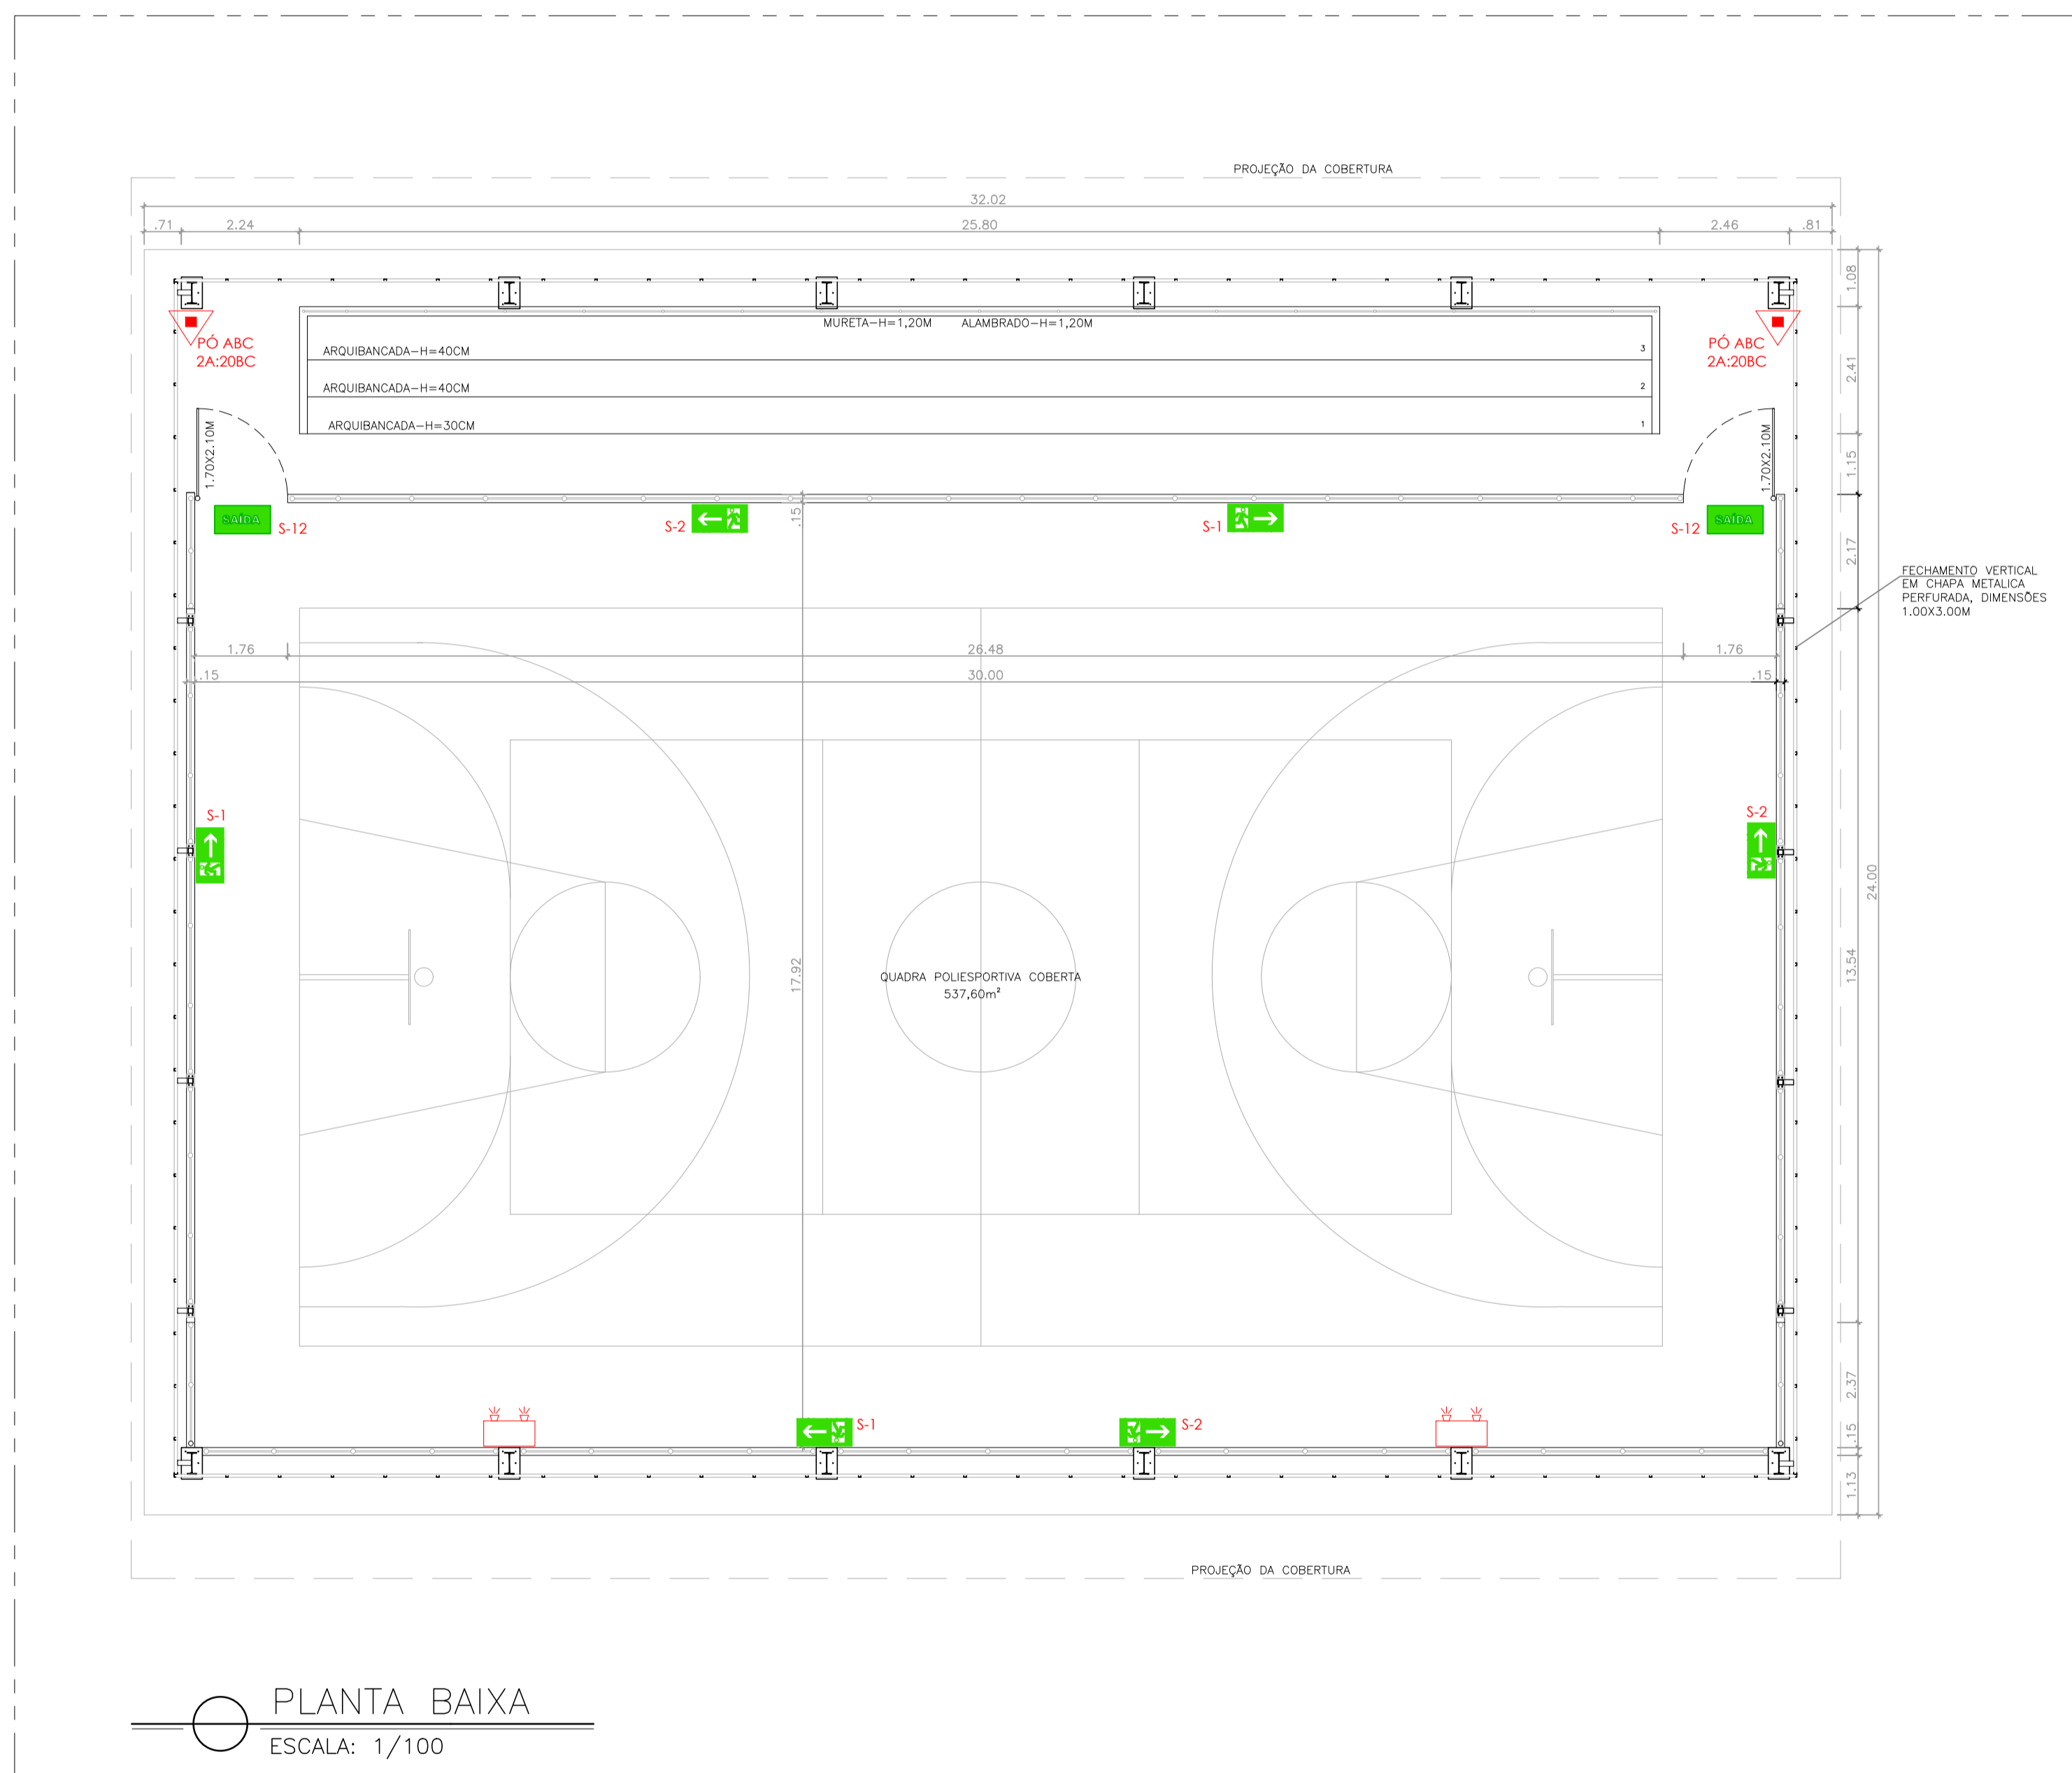 PROJEÇÃO DA COBERTURA
32.02
.71
2.24
25.80
2.46
.81
1.08
MURETA-H=1,20M
ALAMBRADO-H=1,20M
PÓ ABC
2A:20BC
PÓ ABC
2A:20BC
ARQUIBANCADA-H=40CM
3
2.41
ARQUIBANCADA-H=40CM
2
ARQUIBANCADA-H=30CM
1
1.70X2.10M
1.70X2.10M
1.15
SAÍDA
S-12
S-2
.15
S-1
S-12
SAÍDA
2.17
FECHAMENTO VERTICAL
EM CHAPA METALICA
PERFURADA, DIMENSÕES
1.00X3.00M
1.76
26.48
1.76
.15
30.00
.15
S-1
S-2
24.00
17.92
QUADRA POLIESPORTIVA COBERTA
537,60m²
13.54
2.37
S-1
S-2
.15
1.13
PROJEÇÃO DA COBERTURA
PLANTA BAIXA
ESCALA: 1/100